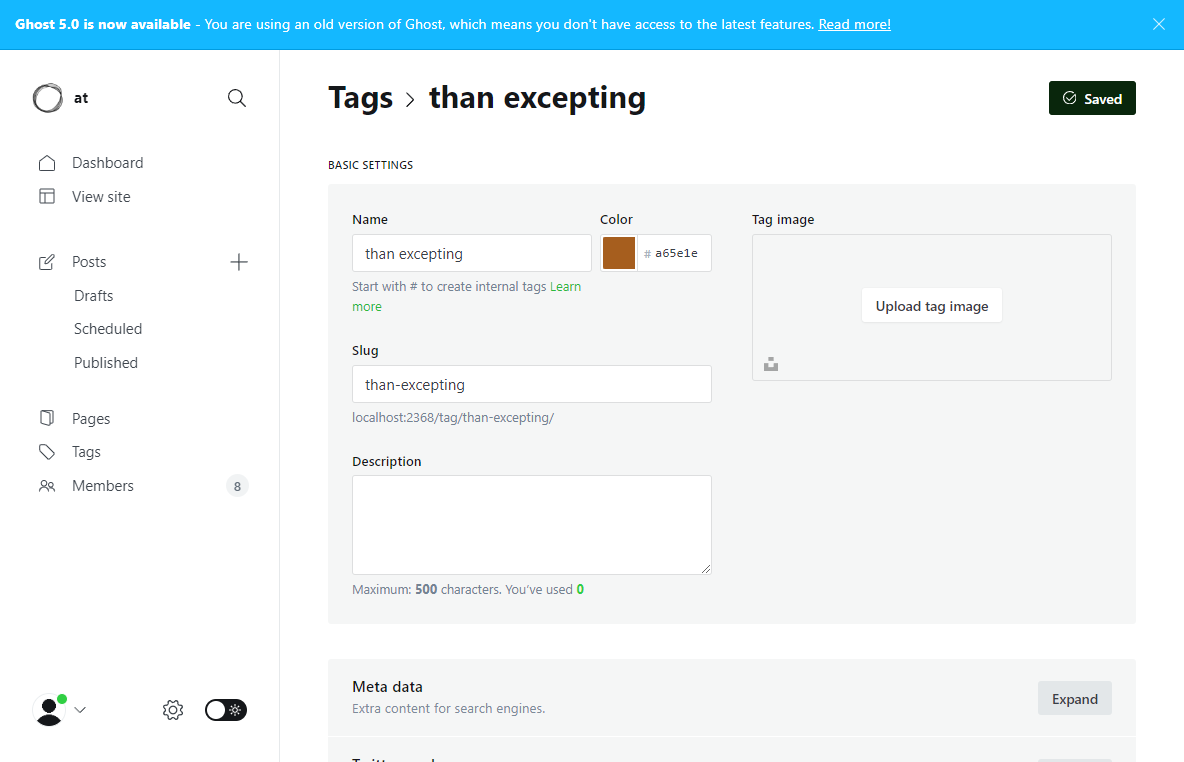 Ghost 5.0 is now available - You are using an old version of Ghost, which means you don't have access to the latest features. Read more!
at
Dashboard
View site
Posts
Drafts
Scheduled
Published
Pages
Tags
Members
8
Tags
than excepting
Saved
BASIC SETTINGS
Name
than excepting
Start with # to create internal tags Learn
more
Color
# a65e1e
Slug
than-excepting
localhost:2368/tag/than-excepting/
Description
Maximum: 500 characters. You've used 0
Tag image
Upload tag image
Meta data
Extra content for search engines.
Expand